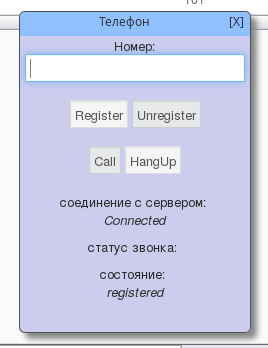 Телефон [X]
Номер:
Register Unregister
Call HangUp
соединение с сервером:
Connected
статус звонка:
состояние:
registered